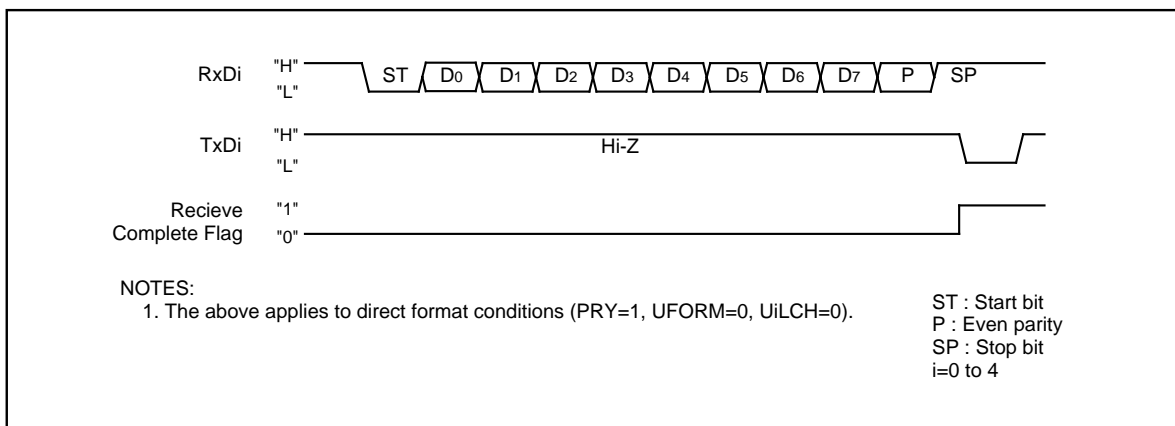 RxDi "H" "L" ST D0 D1 D2 D3 D4 D5 D6 D7 P SP
TxDi "H" "L" Hi-Z
Recieve "1"
Complete Flag "0"
NOTES:
1. The above applies to direct format conditions (PRY=1, UFORM=0, UiLCH=0).
ST : Start bit
P : Even parity
SP : Stop bit
i=0 to 4